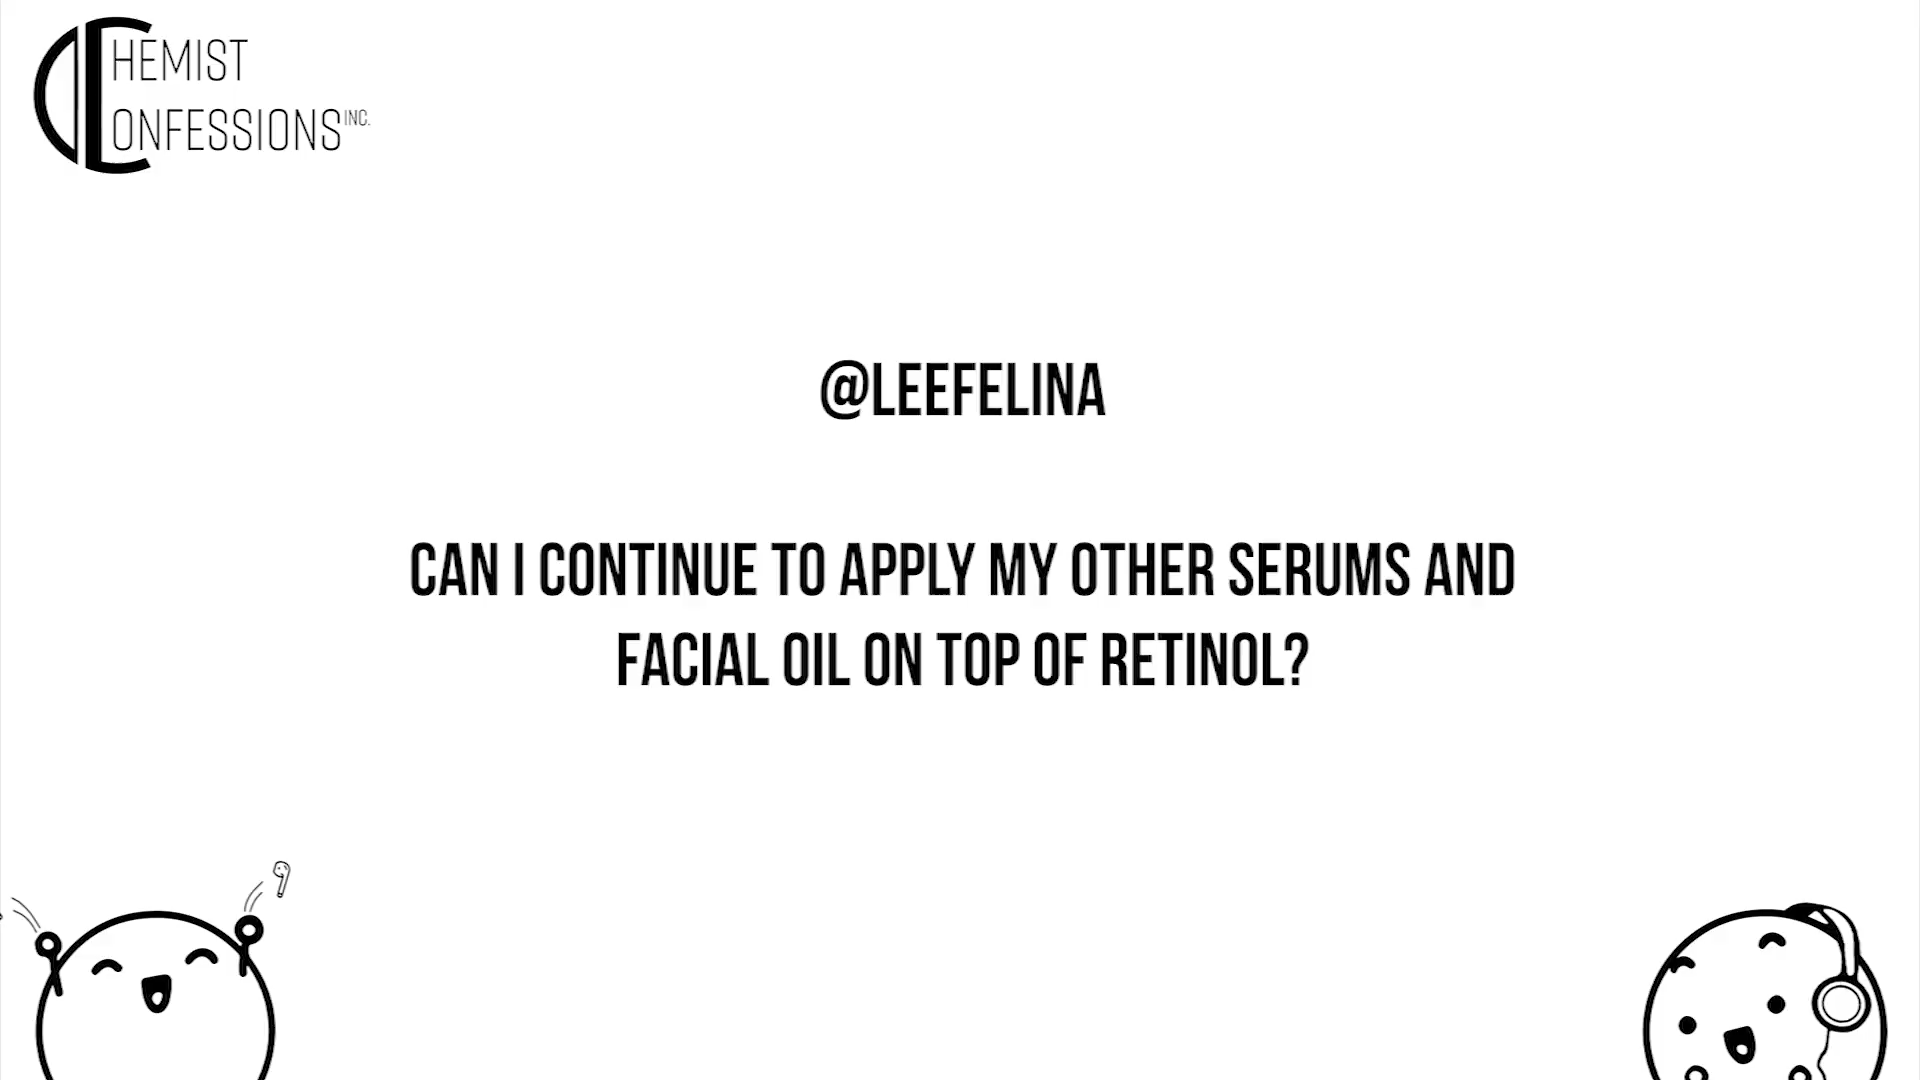 CHEMIST
CONFESSIONS INC.
@LEEFELINA
CAN I CONTINUE TO APPLY MY OTHER SERUMS AND
FACIAL OIL ON TOP OF RETINOL?